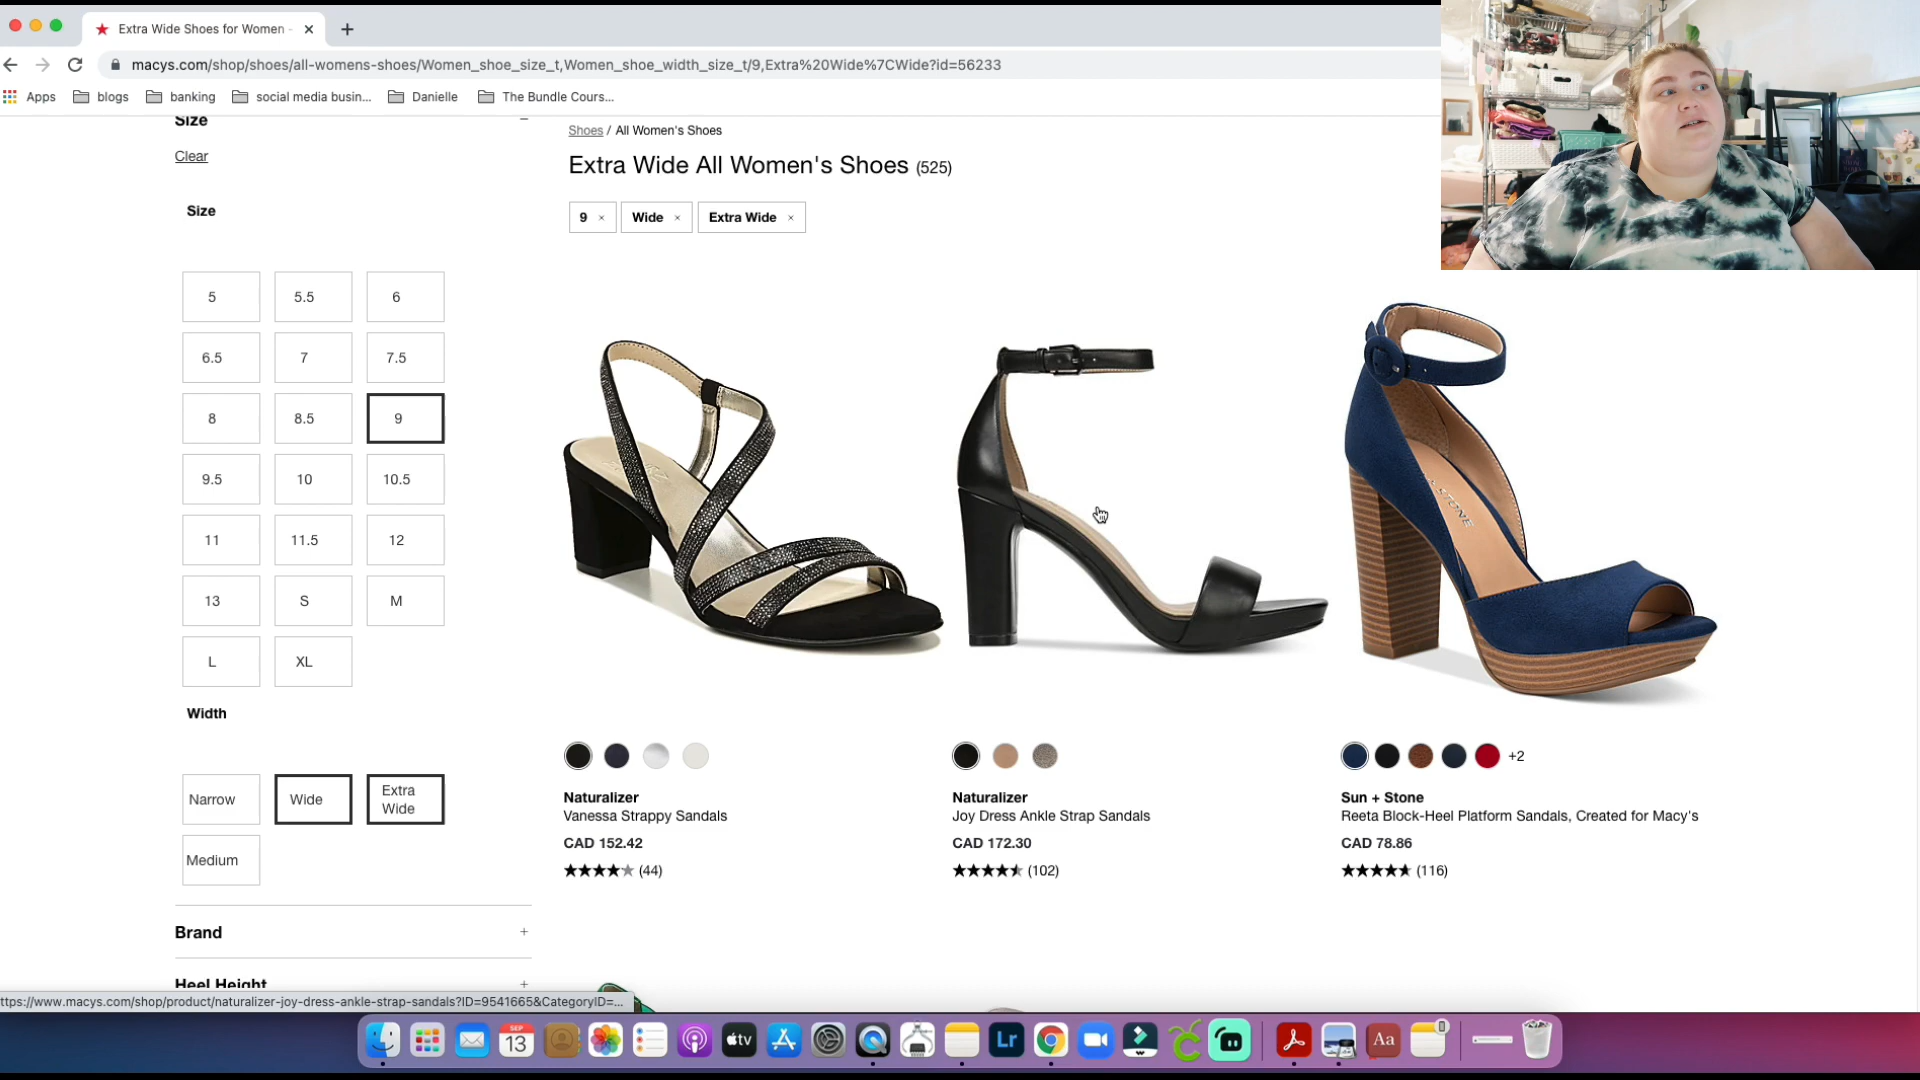 Extra Wide Shoes for Women -
macys.com/shop/shoes/all-womens-shoes/Women_shoe_size_t,Women_shoe_width_size_t/9,Extra%20Wide%7CWide?id=56233
Apps blogs banking social media busin... Danielle The Bundle Cours...
Size
Clear
Size
5 5.5 6
6.5 7 7.5
8 8.5 9
9.5 10 10.5
11 11.5 12
13 S M
L XL
Width
Narrow Wide Extra
Wide
Medium
Brand
Heel Height
Shoes / All Women's Shoes
Extra Wide All Women's Shoes (525)
9 × Wide × Extra Wide ×
Naturalizer
Vanessa Strappy Sandals
CAD 152.42
(44)
Naturalizer
Joy Dress Ankle Strap Sandals
CAD 172.30
(102)
+2
Sun + Stone
Reeta Block-Heel Platform Sandals, Created for Macy's
CAD 78.86
(116)
ttps://www.macys.com/shop/product/naturalizer-joy-dress-ankle-strap-sandals?ID=9541665&CategoryID=...
SEP
13
tv
Lr
Aa